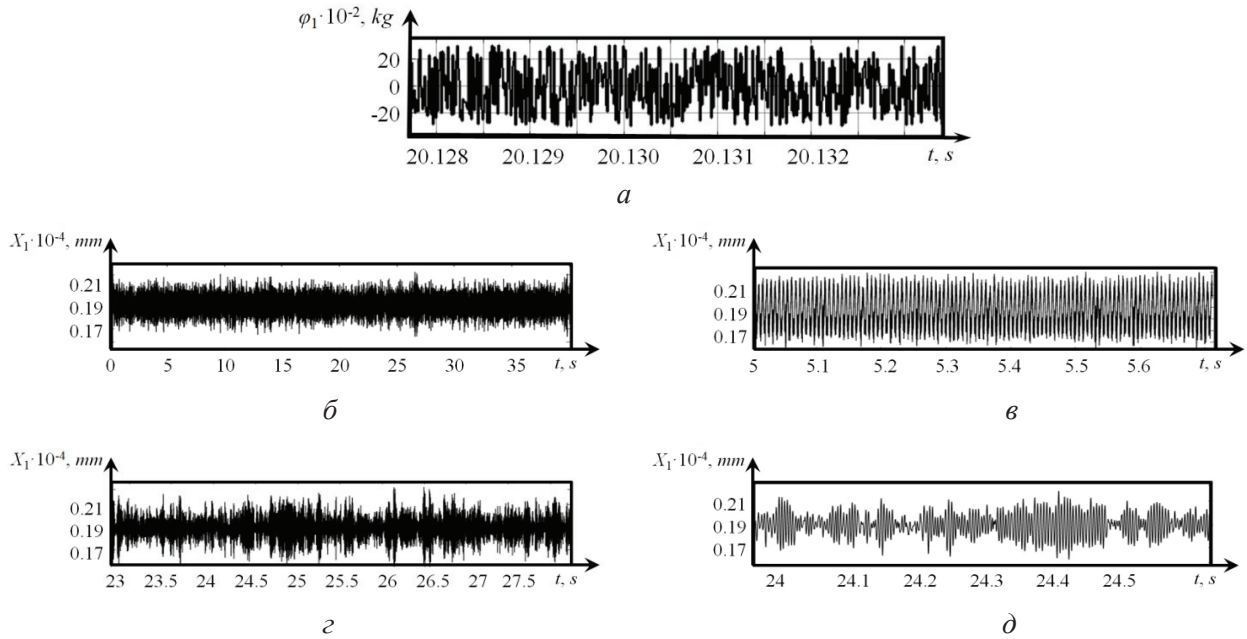 φ₁·10⁻², kg
20
0
-20
20.128 20.129 20.130 20.131 20.132 t, s
а
X₁·10⁻⁴, mm
0.21
0.19
0.17
0 5 10 15 20 25 30 35 t, s
б
X₁·10⁻⁴, mm
0.21
0.19
0.17
5 5.1 5.2 5.3 5.4 5.5 5.6 t, s
в
X₁·10⁻⁴, mm
0.21
0.19
0.17
23 23.5 24 24.5 25 25.5 26 26.5 27 27.5 t, s
г
X₁·10⁻⁴, mm
0.21
0.19
0.17
24 24.1 24.2 24.3 24.4 24.5 t, s
д